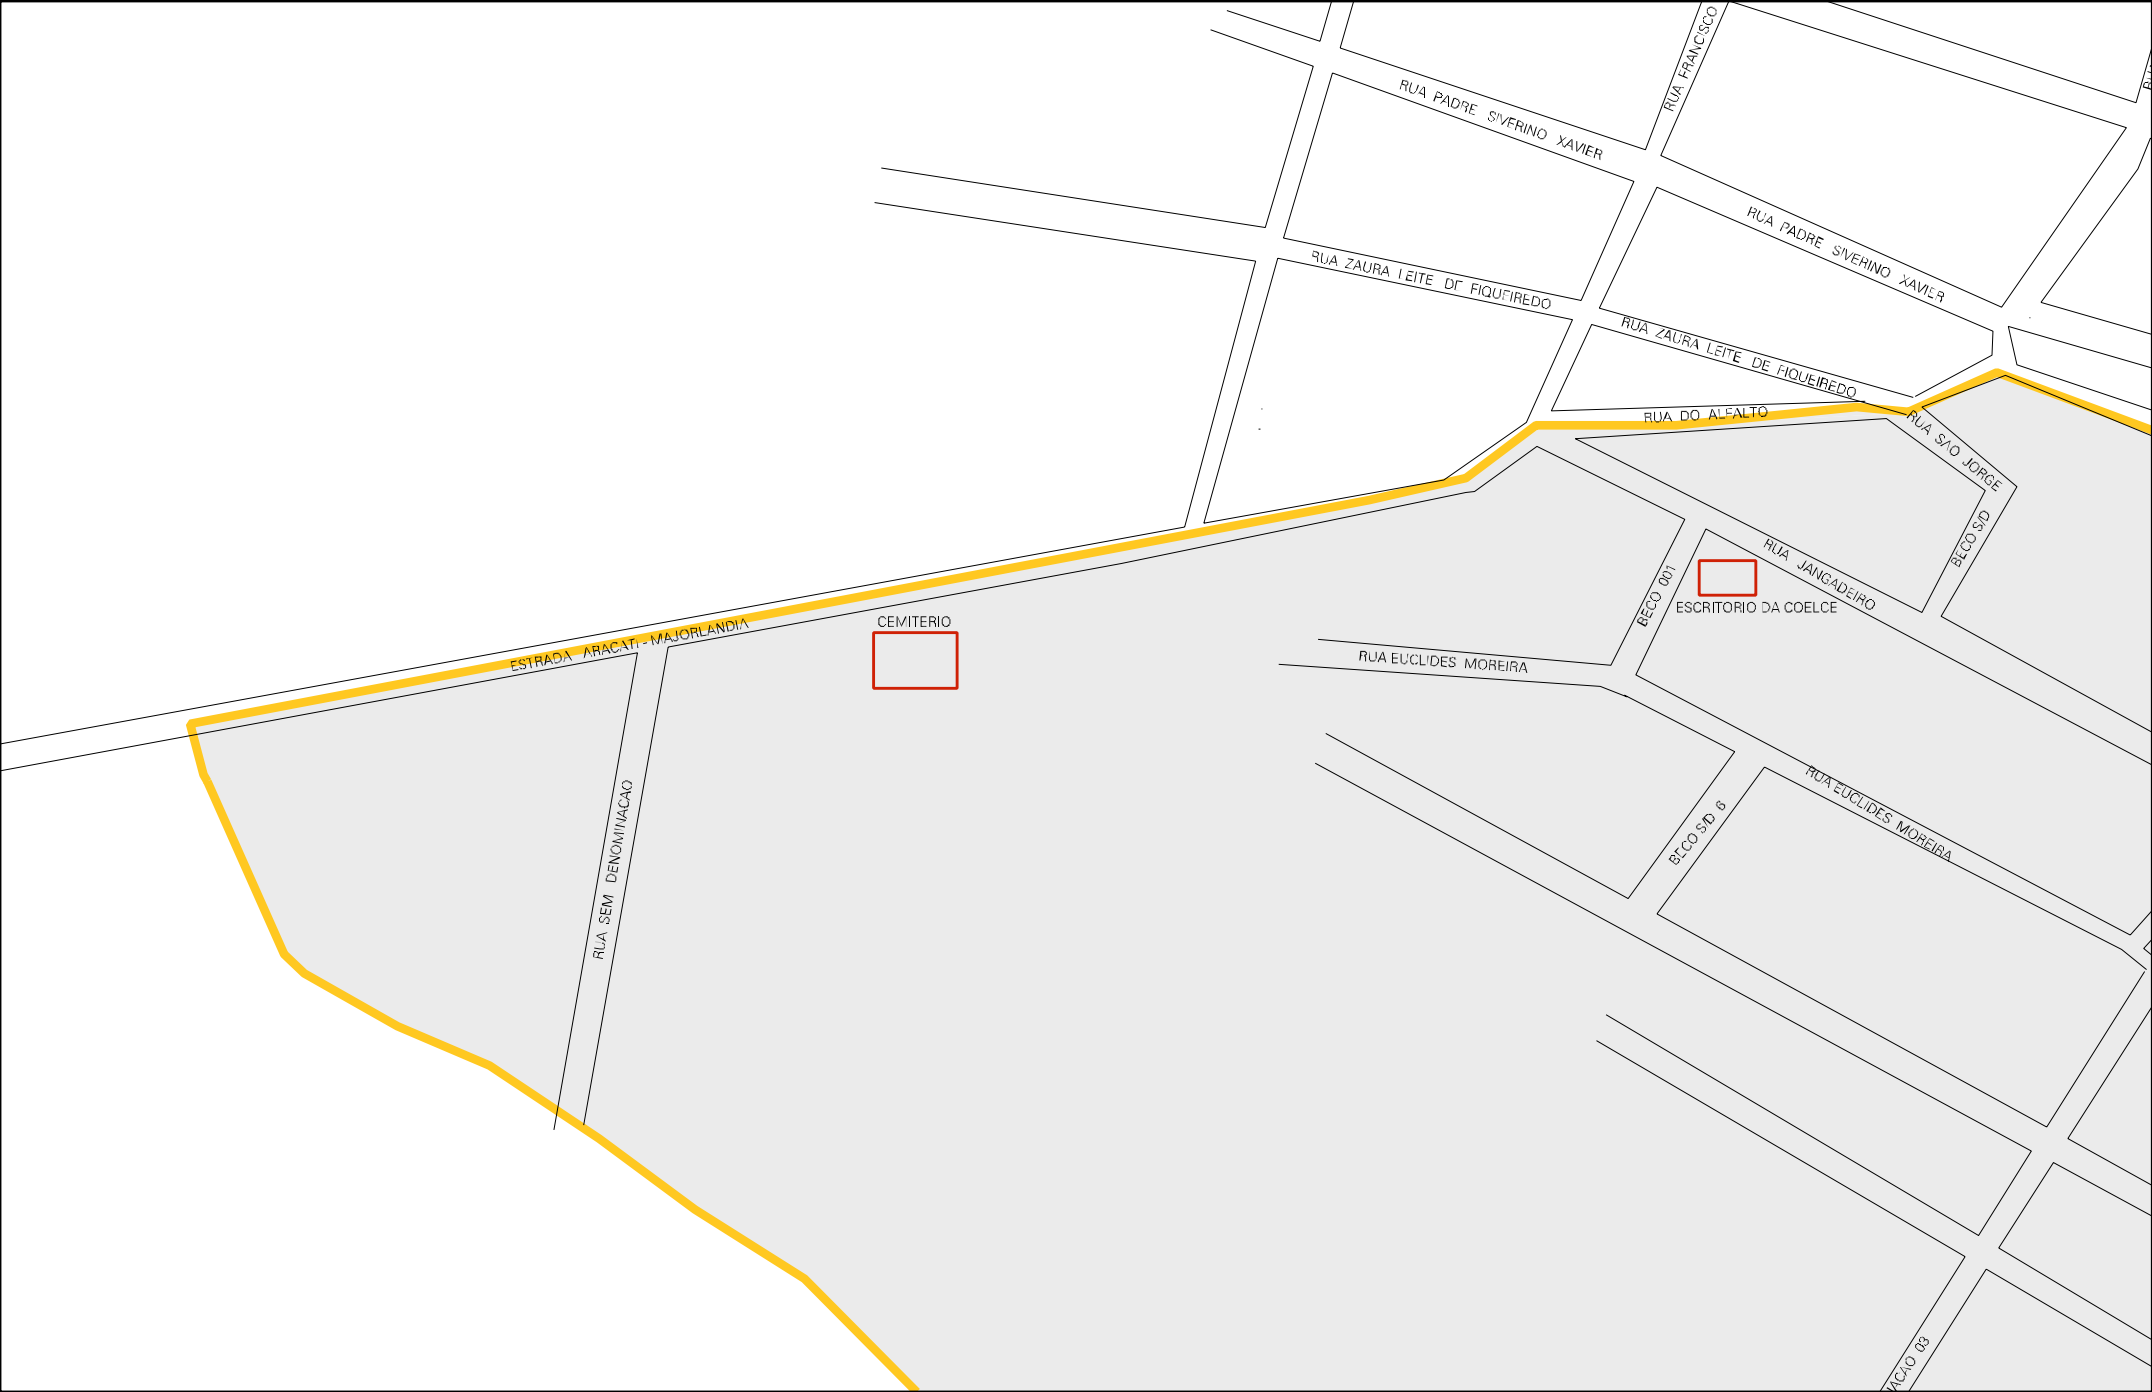 RUA FRANCISCO
RUA PADRE SIVERINO XAVIER
RUA PADRE SIVERINO XAVIER
RUA ZAURA LEITE DE FIQUEIREDO
RUA ZAURA LEITE DE FIQUEIREDO
RUA DO ALFALTO
RUA SAO JORGE
BECO S/D
RUA JANGADEIRO
BECO 001
ESCRITORIO DA COELCE
CEMITERIO
ESTRADA ARACATI - MAJORLANDIA
RUA EUCLIDES MOREIRA
RUA EUCLIDES MOREIRA
BECO S/D 6
RUA SEM DENOMINACAO
ACAO 03